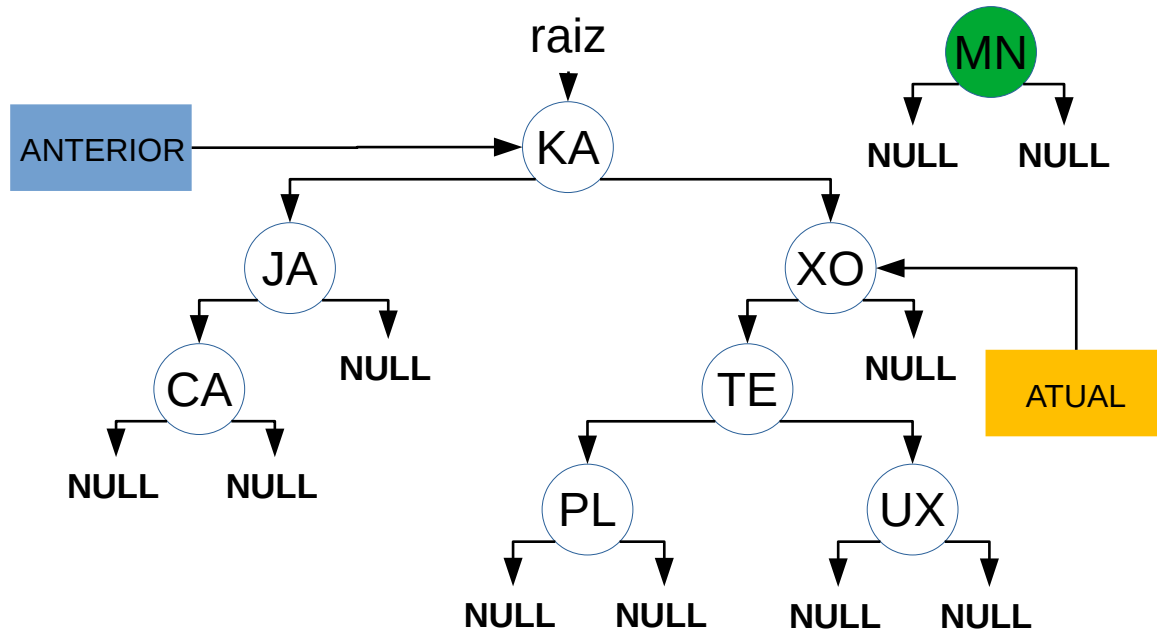 raiz
MN
ANTERIOR
KA
NULL NULL
JA
XO
NULL
NULL
CA
TE
ATUAL
NULL NULL
PL
UX
NULL NULL NULL NULL